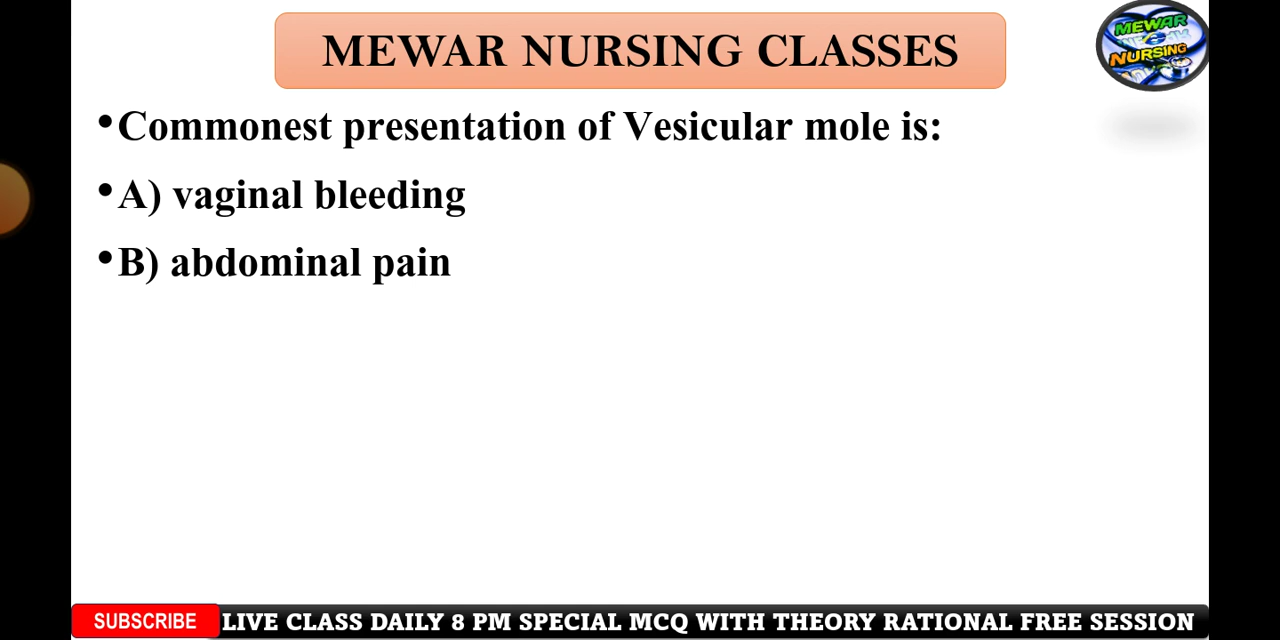 MEWAR NURSING CLASSES
MEWAR
NURSING
•Commonest presentation of Vesicular mole is:
•A) vaginal bleeding
•B) abdominal pain
SUBSCRIBE LIVE CLASS DAILY 8 PM SPECIAL MCQ WITH THEORY RATIONAL FREE SESSION